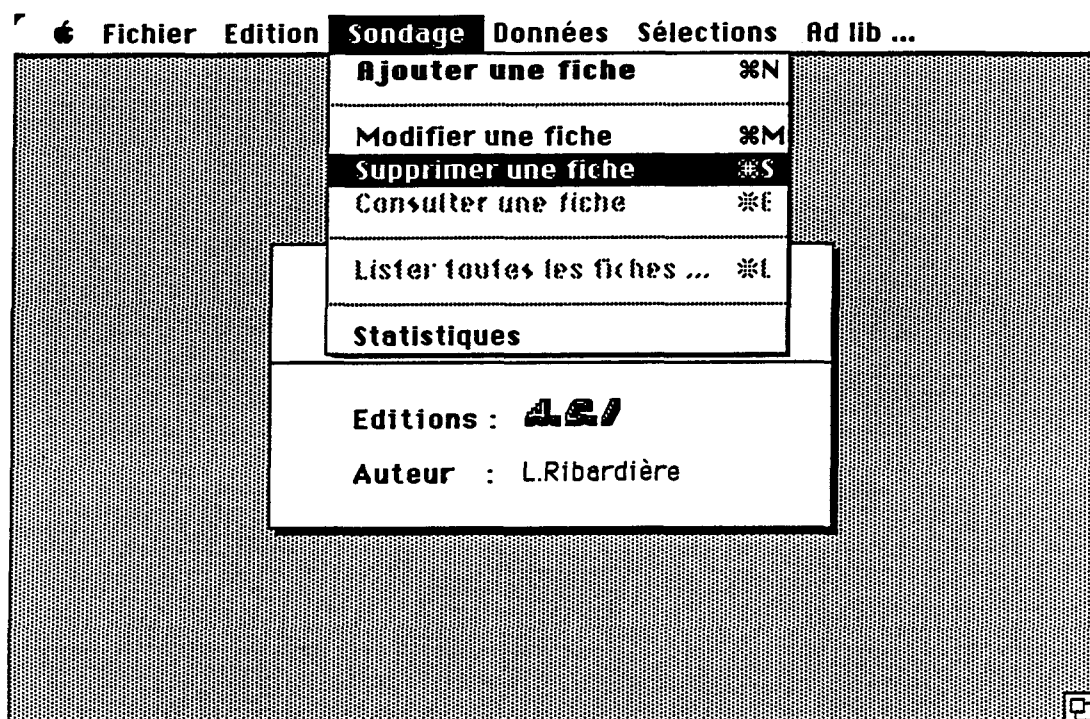 Fichier Edition Sondage Données Sélections Ad lib ...
Ajouter une fiche ⌘N
Modifier une fiche ⌘M
Supprimer une fiche ⌘S
Consulter une fiche ⌘E
Lister toutes les fiches ... ⌘L
Statistiques
Editions :
Auteur : L.Ribardière